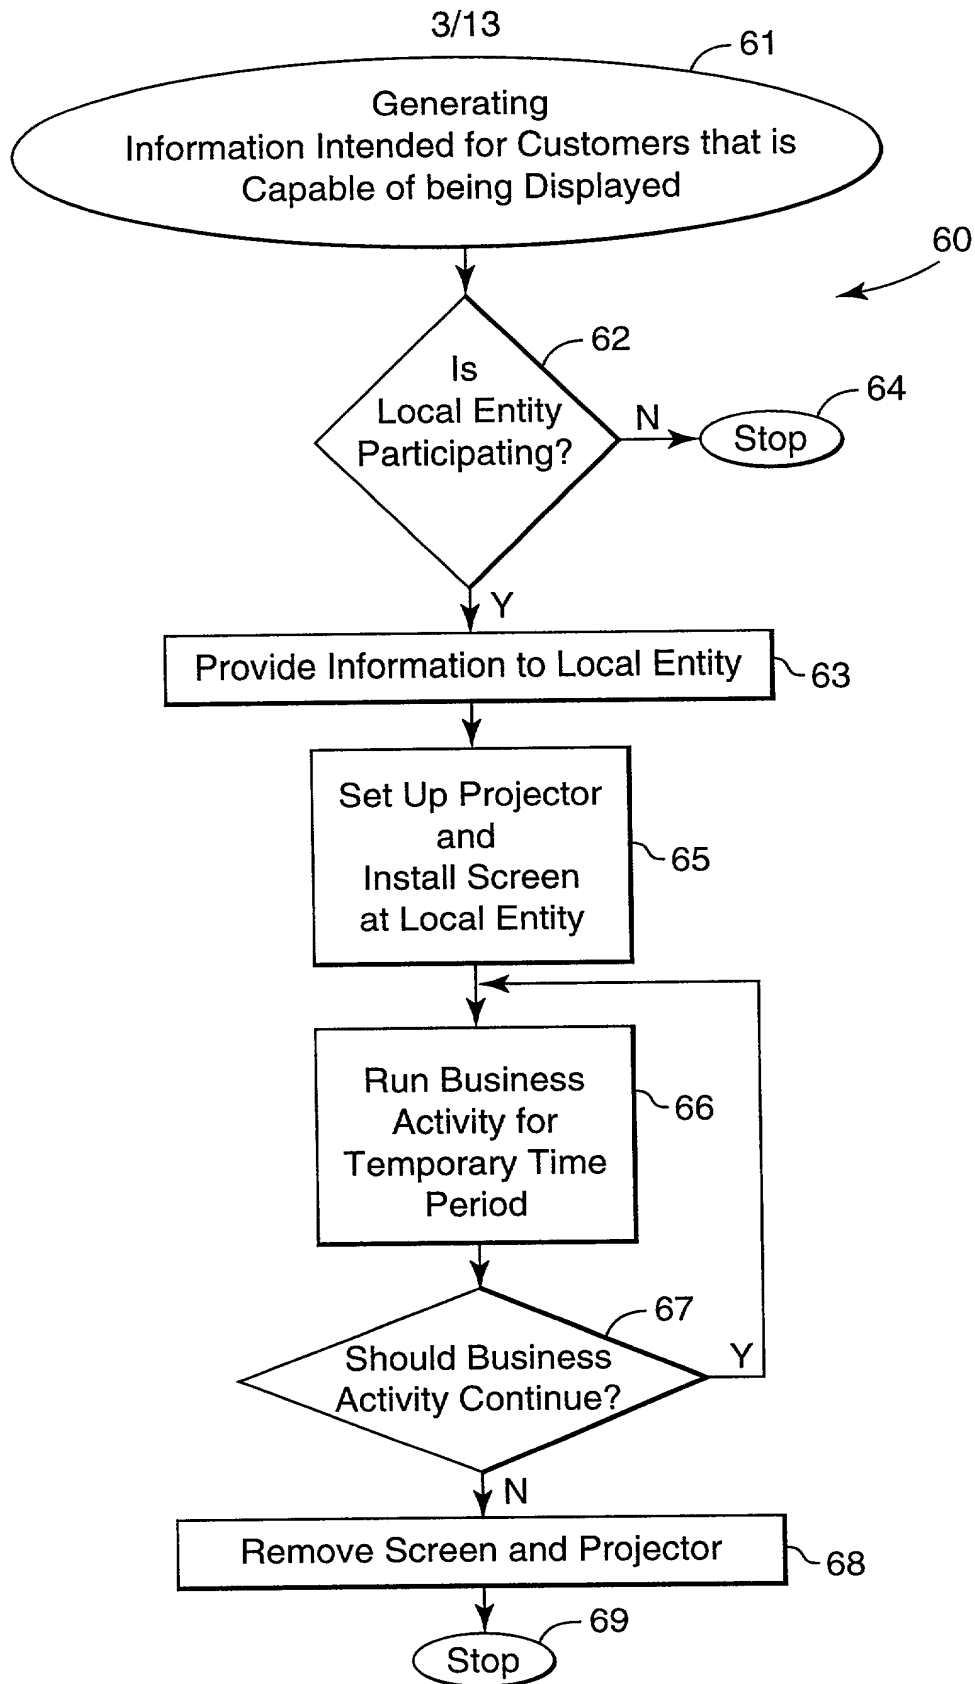 3/13
61
Generating
Information Intended for Customers that is
Capable of being Displayed
60
62
Is
Local Entity
Participating?
N
64
Stop
Y
Provide Information to Local Entity
63
Set Up Projector
and
Install Screen
at Local Entity
65
Run Business
Activity for
Temporary Time
Period
66
67
Should Business
Activity Continue?
Y
N
Remove Screen and Projector
68
69
Stop